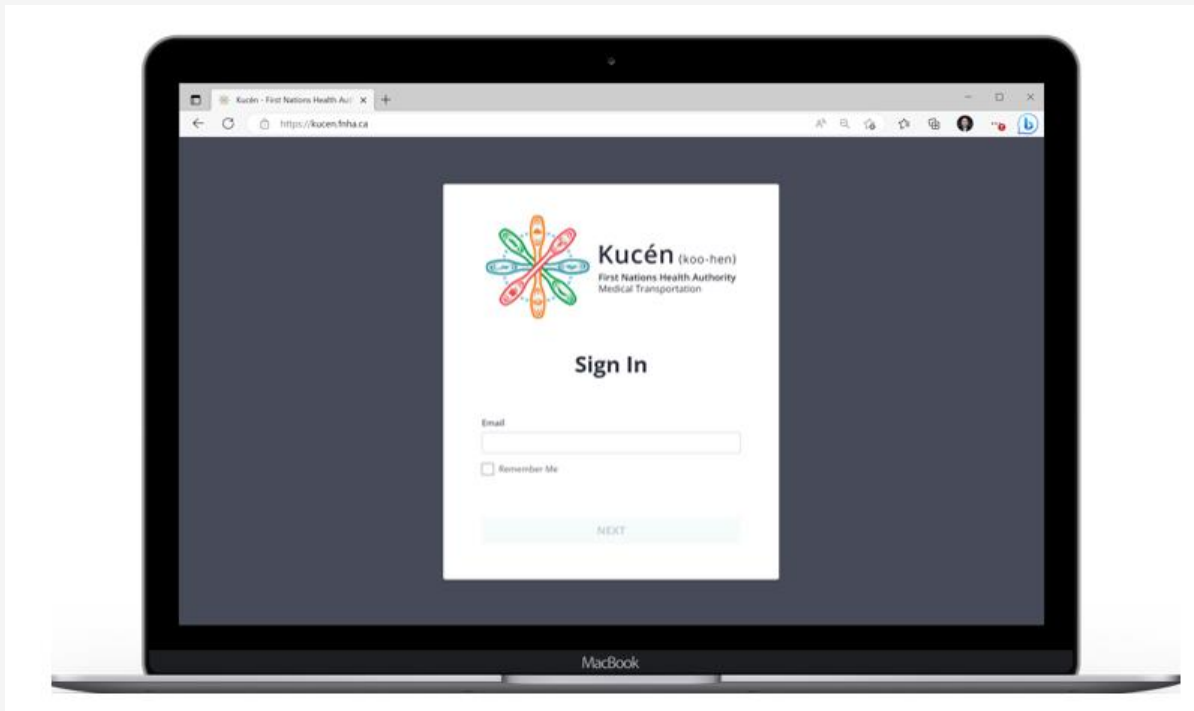 Kucén - First Nations Health Aut
https://kucen.fnha.ca
Kucén (koo-hen)
First Nations Health Authority
Medical Transportation
Sign In
Email
Remember Me
NEXT
MacBook